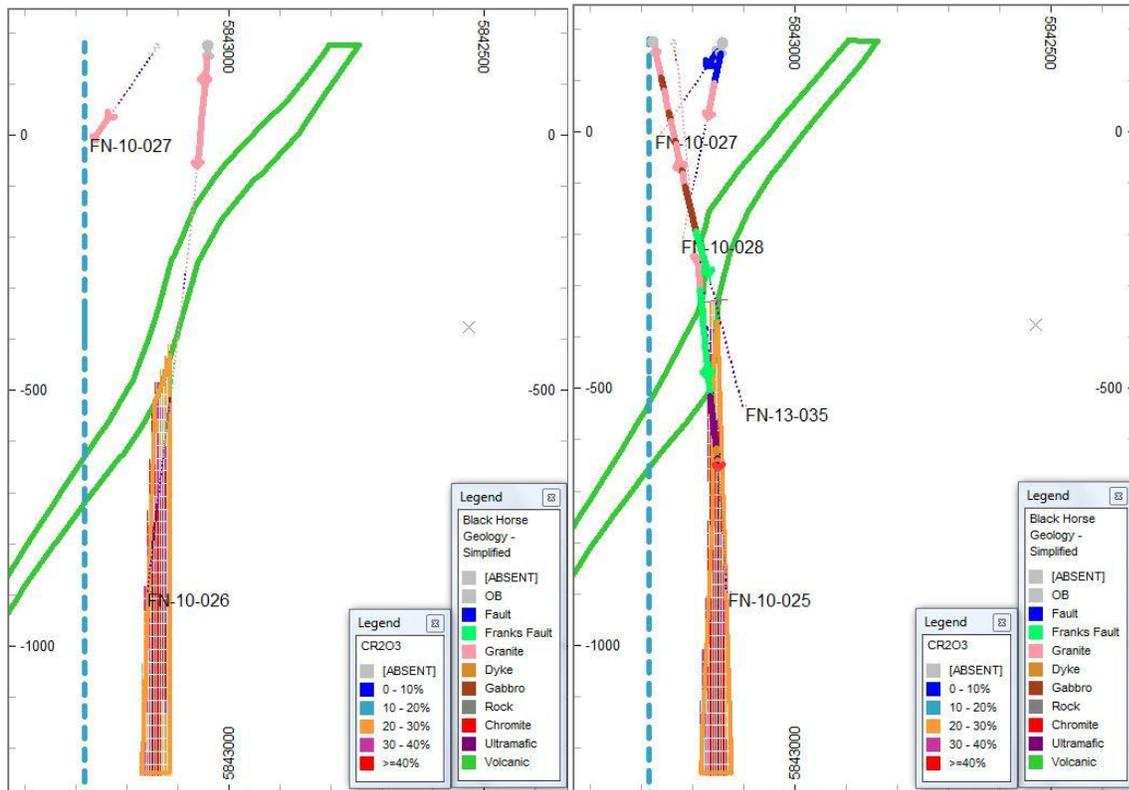 5843000
5842500
0
0
FN-10-027
-500
-500
FN-10-026
-1000
5843000
Legend
CR2O3
[ABSENT]
0 - 10%
10 - 20%
20 - 30%
30 - 40%
>=40%
Legend
Black Horse
Geology -
Simplified
[ABSENT]
OB
Fault
Franks Fault
Granite
Dyke
Gabbro
Rock
Chromite
Ultramafic
Volcanic
5843000
5842500
0
0
FN-10-027
FN-10-028
-500
-500
FN-13-035
FN-10-025
-1000
5843000
Legend
CR2O3
[ABSENT]
0 - 10%
10 - 20%
20 - 30%
30 - 40%
>=40%
Legend
Black Horse
Geology -
Simplified
[ABSENT]
OB
Fault
Franks Fault
Granite
Dyke
Gabbro
Rock
Chromite
Ultramafic
Volcanic